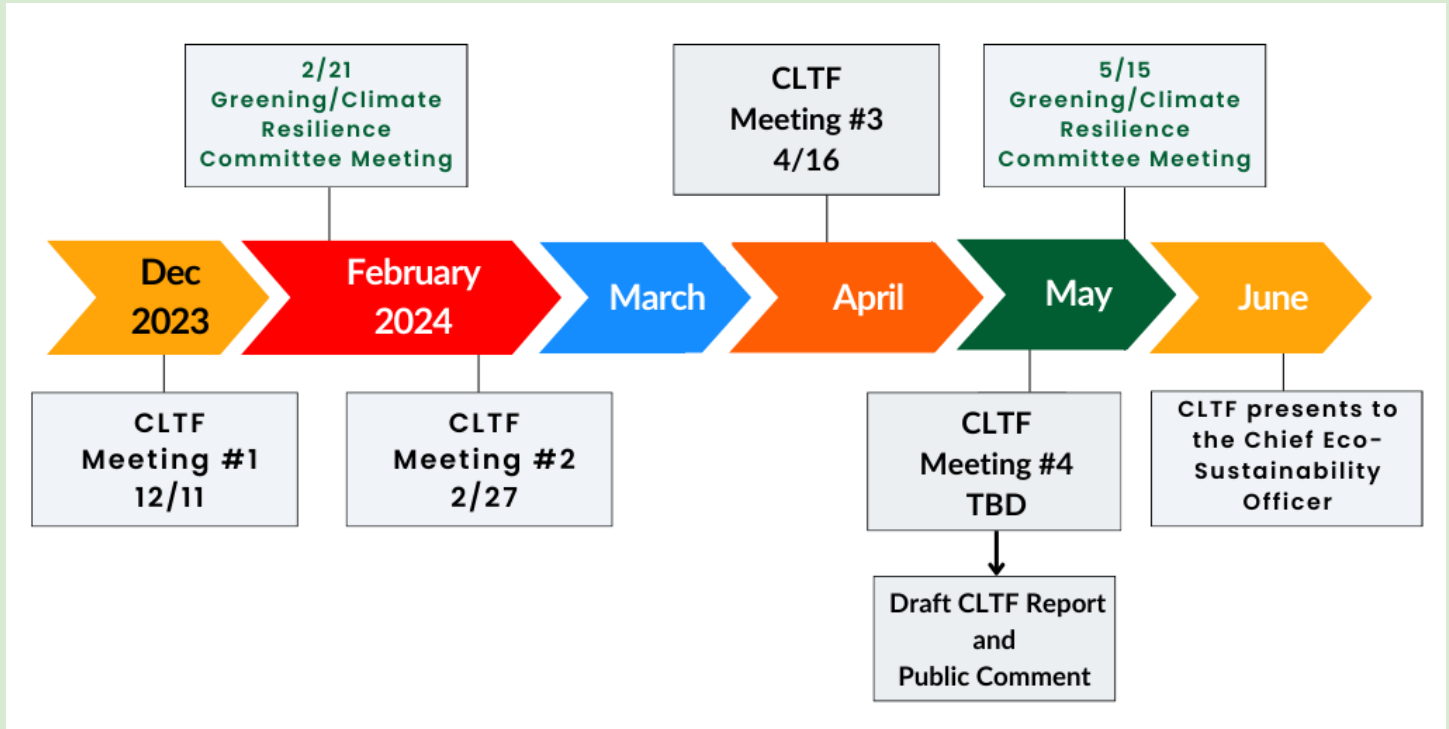 2/21
Greening/Climate
Resilience
Committee Meeting
CLTF
Meeting #3
4/16
5/15
Greening/Climate
Resilience
Committee Meeting
Dec
2023
February
2024
March
April
May
June
CLTF
Meeting #1
12/11
CLTF
Meeting #2
2/27
CLTF
Meeting #4
TBD
CLTF presents to
the Chief Eco-
Sustainability
Officer
Draft CLTF Report
and
Public Comment